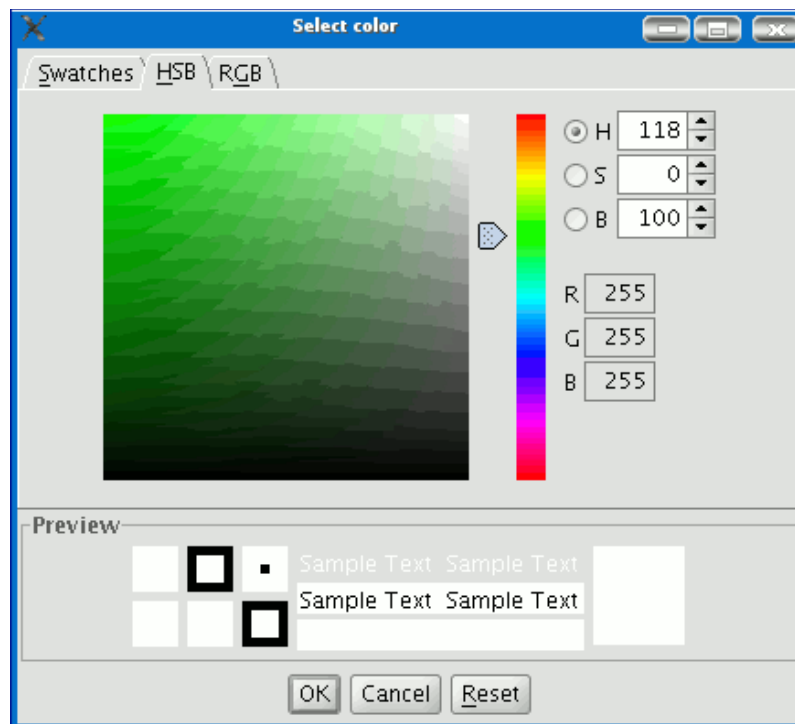 Select color
Swatches HSB RGB
H 118
S 0
B 100
R 255
G 255
B 255
Preview
Sample Text Sample Text
Sample Text Sample Text
OK Cancel Reset